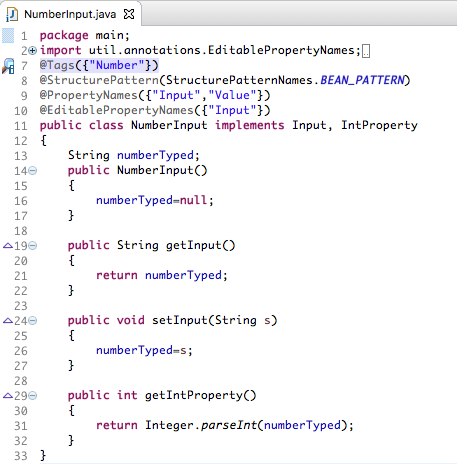 NumberInput.java
1 package main;
2 import util.annotations.EditablePropertyNames;
7 @Tags({"Number"})
8 @StructurePattern(StructurePatternNames.BEAN_PATTERN)
9 @PropertyNames({"Input","Value"})
10 @EditablePropertyNames({"Input"})
11 public class NumberInput implements Input, IntProperty
12 {
13     String numberTyped;
14     public NumberInput()
15     {
16         numberTyped=null;
17     }
18
19     public String getInput()
20     {
21         return numberTyped;
22     }
23
24     public void setInput(String s)
25     {
26         numberTyped=s;
27     }
28
29     public int getIntProperty()
30     {
31         return Integer.parseInt(numberTyped);
32     }
33 }